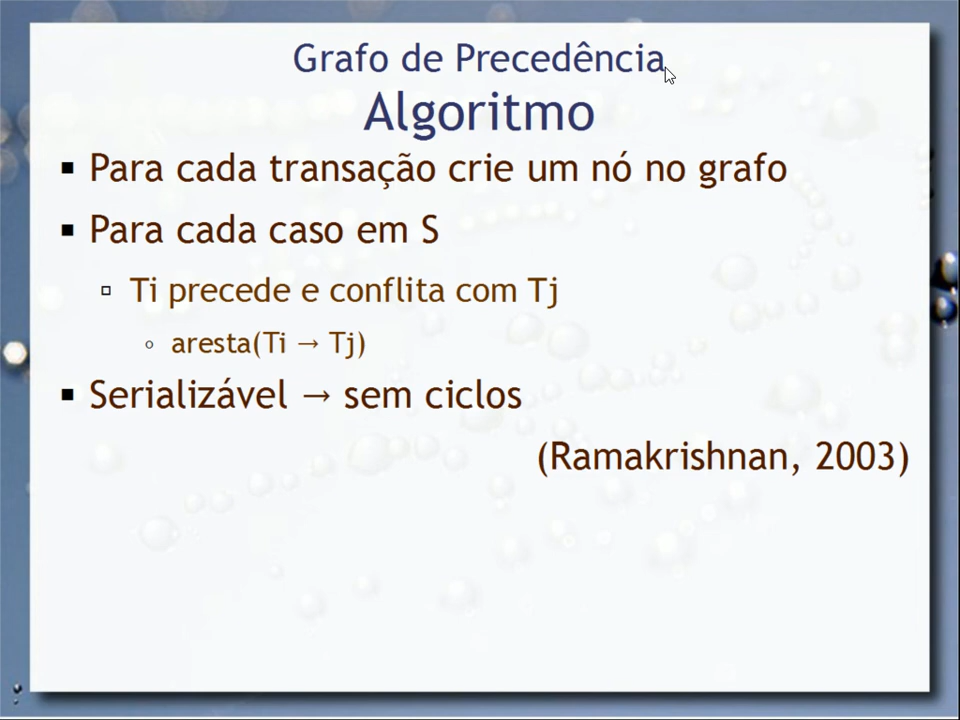 Grafo de Precedência
Algoritmo
Para cada transação crie um nó no grafo
Para cada caso em S
Ti precede e conflita com Tj
aresta(Ti → Tj)
Serializável → sem ciclos
(Ramakrishnan, 2003)